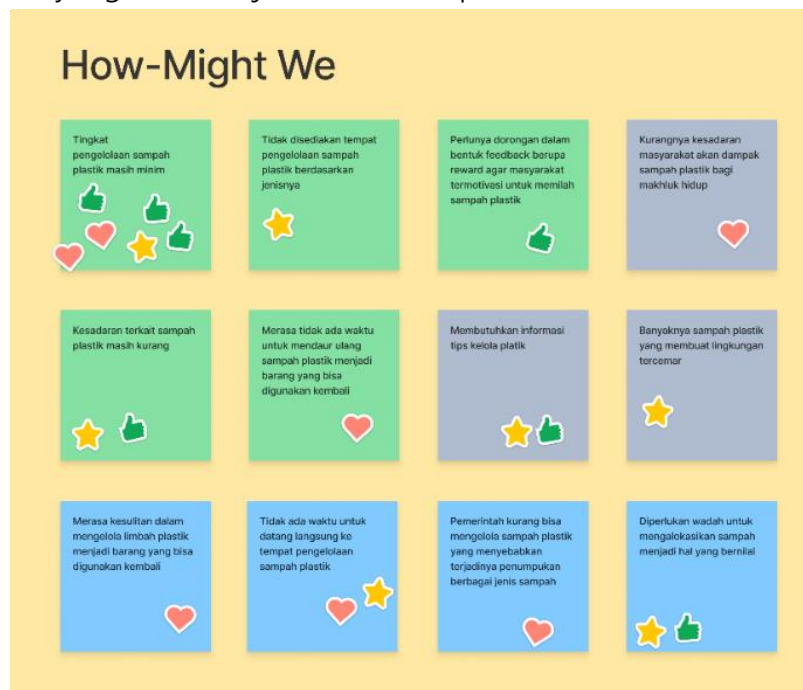 How-Might We
Tingkat
pengelolaan sampah
plastik masih minim
Tidak disediakan tempat
pengelolaan sampah
plastik berdasarkan
jenisnya
Perlunya dorongan dalam
bentuk feedback berupa
reward agar masyarakat
termotivasi untuk memilah
sampah plastik
Kurangnya kesadaran
masyarakat akan dampak
sampah plastik bagi
makhluk hidup
Kesadaran terkait sampah
plastik masih kurang
Merasa tidak ada waktu
untuk mendaur ulang
sampah plastik menjadi
barang yang bisa
digunakan kembali
Membutuhkan informasi
tips kelola platik
Banyaknya sampah plastik
yang membuat lingkungan
tercemar
Merasa kesulitan dalam
mengelola limbah plastik
menjadi barang yang bisa
digunakan kembali
Tidak ada waktu untuk
datang langsung ke
tempat pengelolaan
sampah plastik
Pemerintah kurang bisa
mengelola sampah plastik
yang menyebabkan
terjadinya penumpukan
berbagai jenis sampah
Diperlukan wadah untuk
mengalokasikan sampah
menjadi hal yang bernilai